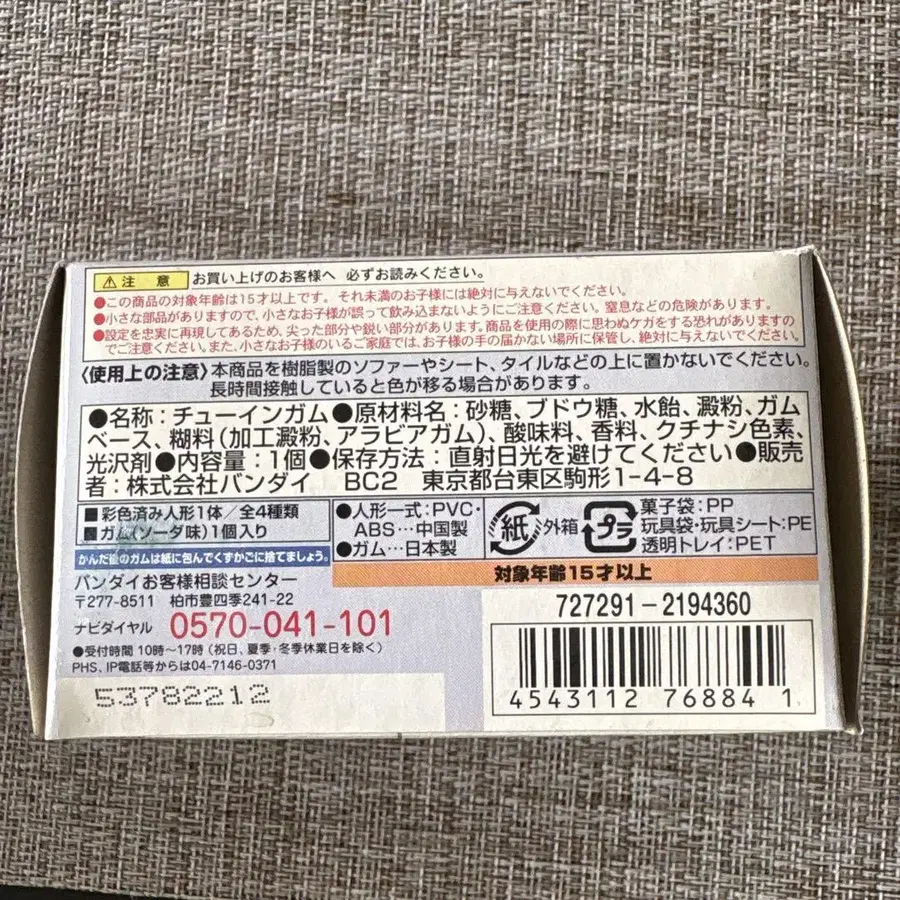 ⚠注意 お買い上げのお客様へ 必ずお読みください。
●この商品の対象年齢は15才以上です。それ未満のお子様には絶対に与えないでください。
●小さな部品がありますので、小さなお子様が誤って飲み込まないようにご注意ください。窒息などの危険があります。
●設定を忠実に再現してあるため、尖った部分や鋭い部分があります。商品を使用の際に思わぬケガをする恐れがありますの
でご注意ください。また、小さなお子様のいるご家庭では、お子様の手の届かない場所に保管し、絶対に与えないでください。
〈使用上の注意〉本商品を樹脂製のソファーやシート、タイルなどの上に置かないでください。
長時間接触していると色が移る場合があります。
●名称:チューインガム●原材料名:砂糖、ブドウ糖、水飴、澱粉、ガム
ベース、糊料(加工澱粉、アラビアガム)、酸味料、香料、クチナシ色素、
光沢剤●内容量:1個●保存方法:直射日光を避けてください●販売
者:株式会社バンダイ BC2 東京都台東区駒形1-4-8
■彩色済み人形1体/全4種類
■ガム(ソーダ味)1個入り
かんだ後のガムは紙に包んでくずかごに捨てましょう。
●人形一式:PVC・
ABS…中国製
●ガム…日本製
紙 外箱
プラ
菓子袋:PP
玩具袋・玩具シート:PE
透明トレイ:PET
対象年齢15才以上
バンダイお客様相談センター
〒277-8511 柏市豊四季241-22
ナビダイヤル 0570-041-101
●受付時間 10時〜17時(祝日、夏季・冬季休業日を除く)
PHS、IP電話等からは04-7146-0371
53782212
727291-2194360
4543112 768841